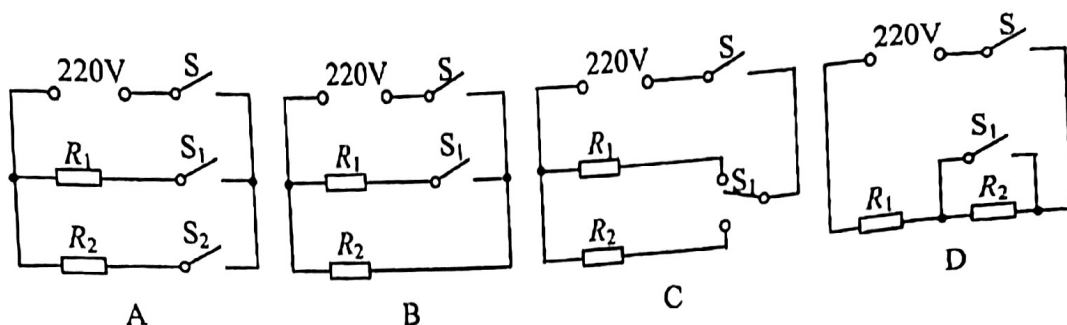 220V S
R₁ S₁
R₂ S₂
A
220V S
R₁ S₁
R₂
B
220V S
R₁
S₁
R₂
C
220V S
S₁
R₁ R₂
D